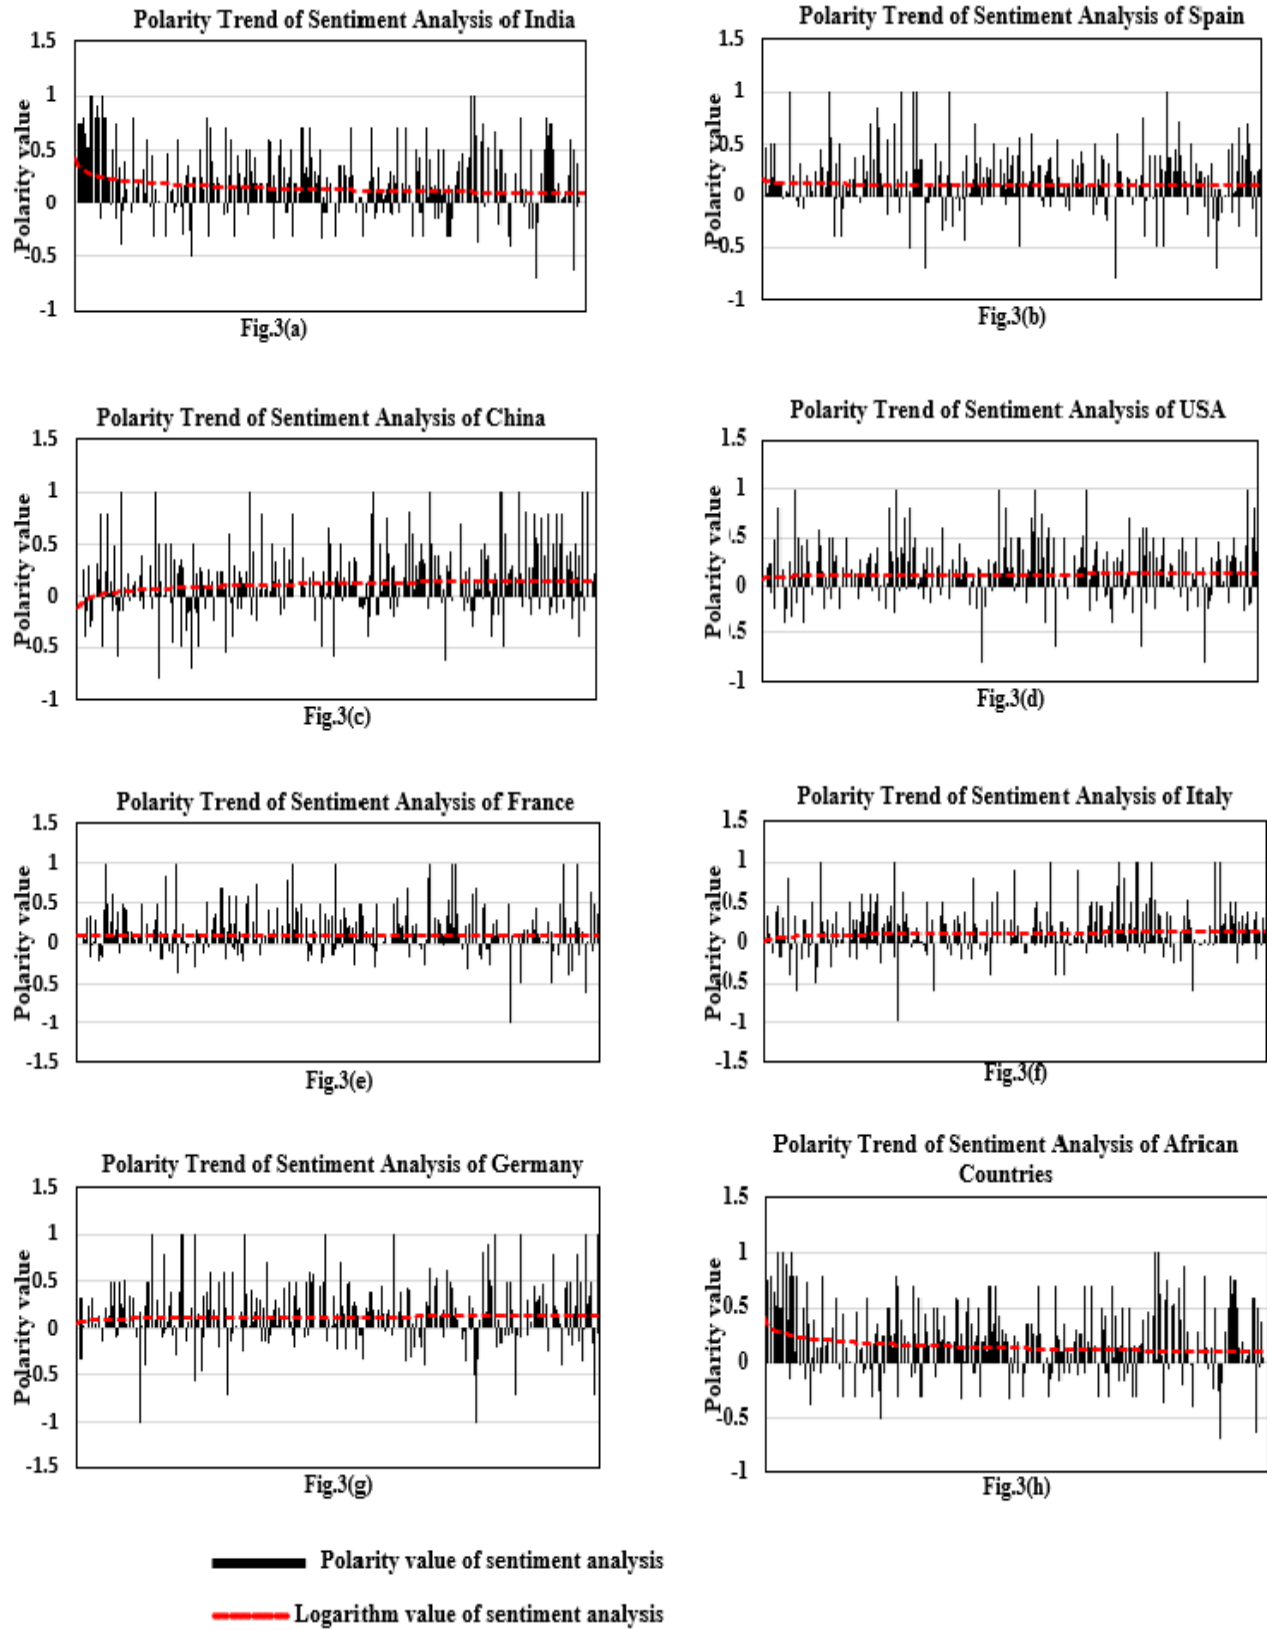 Polarity Trend of Sentiment Analysis of India
1.5
1
0.5
0
-0.5
-1
Polarity value
Fig.3(a)
Polarity Trend of Sentiment Analysis of Spain
1.5
1
0.5
0
-0.5
-1
Polarity value
Fig.3(b)
Polarity Trend of Sentiment Analysis of China
1.5
1
0.5
0
-0.5
-1
Polarity value
Fig.3(c)
Polarity Trend of Sentiment Analysis of USA
1.5
1
0.5
0
-0.5
-1
Polarity value
Fig.3(d)
Polarity Trend of Sentiment Analysis of France
1.5
1
0.5
0
-0.5
-1
-1.5
Polarity value
Fig.3(e)
Polarity Trend of Sentiment Analysis of Italy
1.5
1
0.5
0
-0.5
-1
-1.5
Polarity value
Fig.3(f)
Polarity Trend of Sentiment Analysis of Germany
1.5
1
0.5
0
-0.5
-1
-1.5
Polarity value
Fig.3(g)
Polarity Trend of Sentiment Analysis of African
Countries
1.5
1
0.5
0
-0.5
-1
Polarity value
Fig.3(h)
Polarity value of sentiment analysis
Logarithm value of sentiment analysis